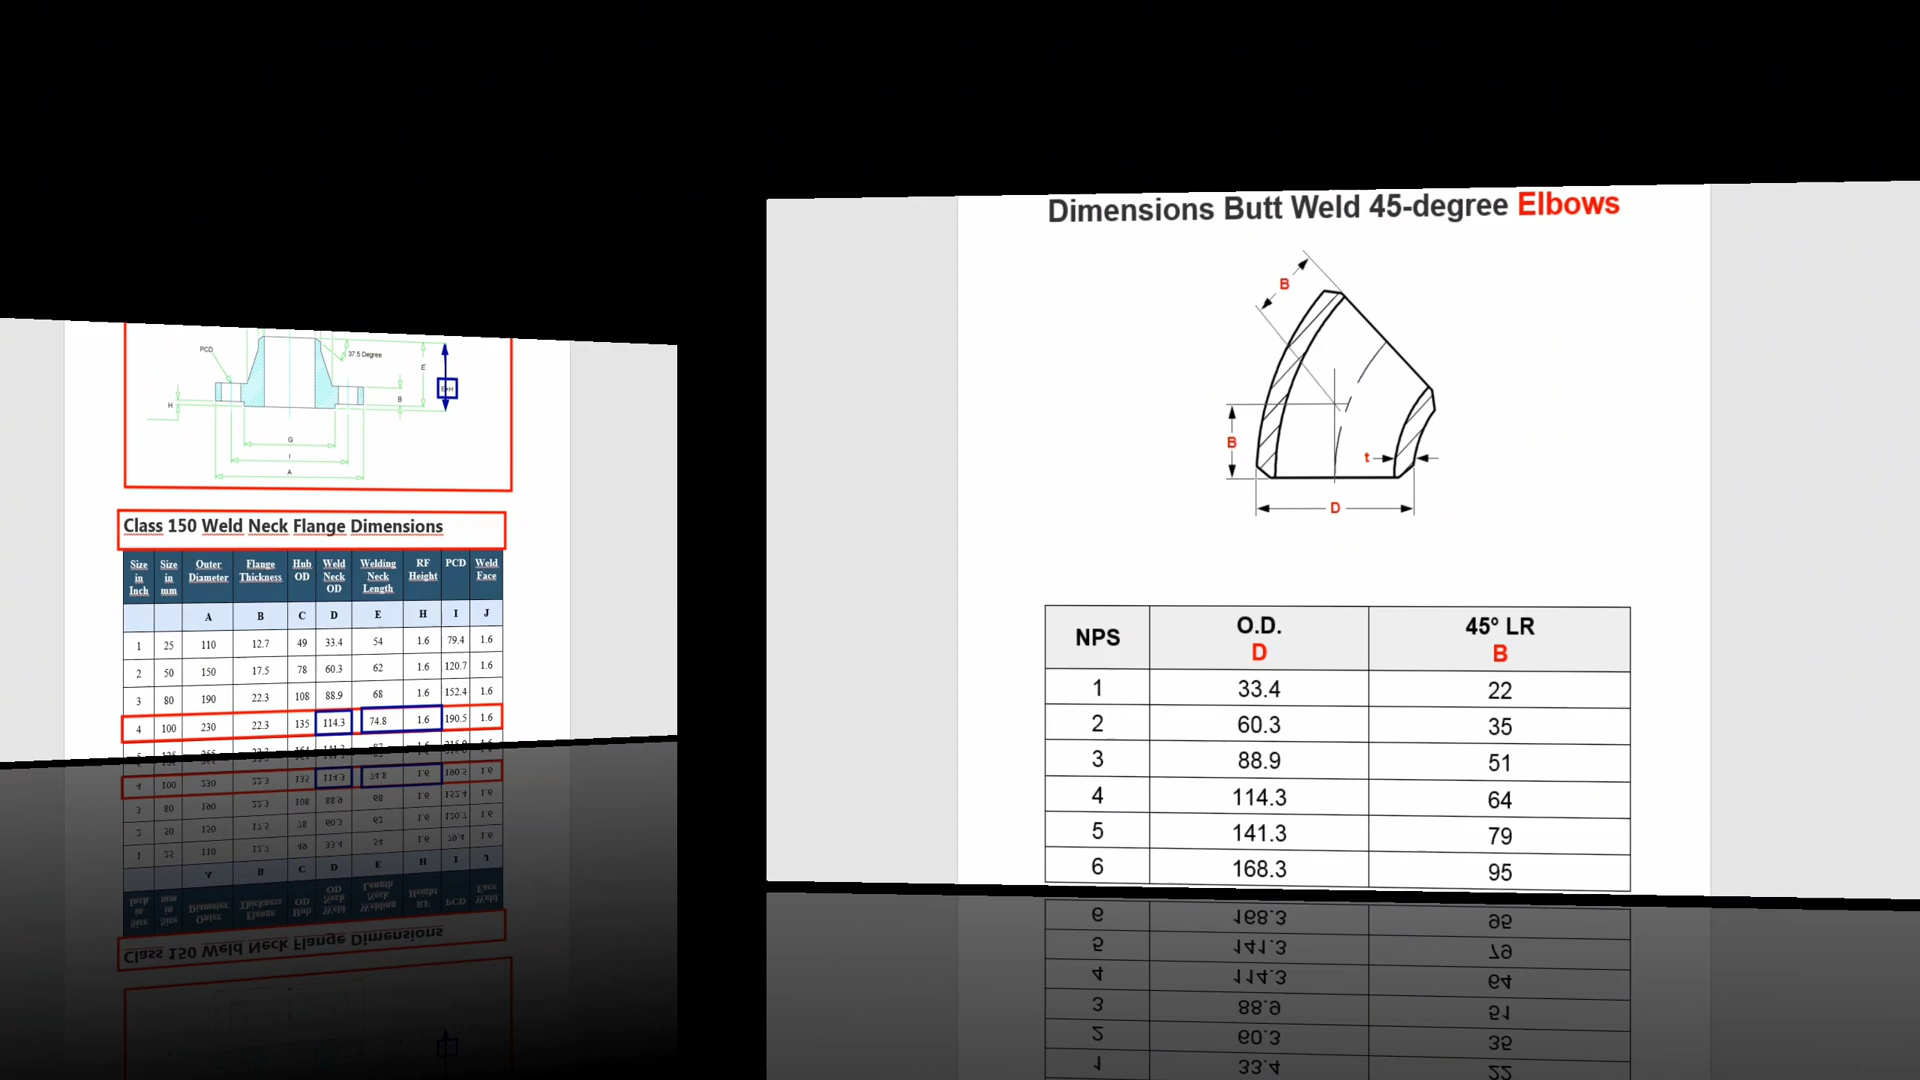 PCD
37.5 Degree
E
B
H
G
I
A
Class 150 Weld Neck Flange Dimensions
Size in Inch Size in mm Outer Diameter Flange Thickness Hub OD Weld Neck OD Welding Neck Length RF Height PCD Weld Face
A B C D E H I J
1 25 110 12.7 49 33.4 54 1.6 79.4 1.6
2 50 150 17.5 78 60.3 62 1.6 120.7 1.6
3 80 190 22.3 108 88.9 68 1.6 152.4 1.6
4 100 230 22.3 135 114.3 74.8 1.6 190.5 1.6
Dimensions Butt Weld 45-degree Elbows
B
B
t
D
NPS O.D. D 45° LR B
1 33.4 22
2 60.3 35
3 88.9 51
4 114.3 64
5 141.3 79
6 168.3 95